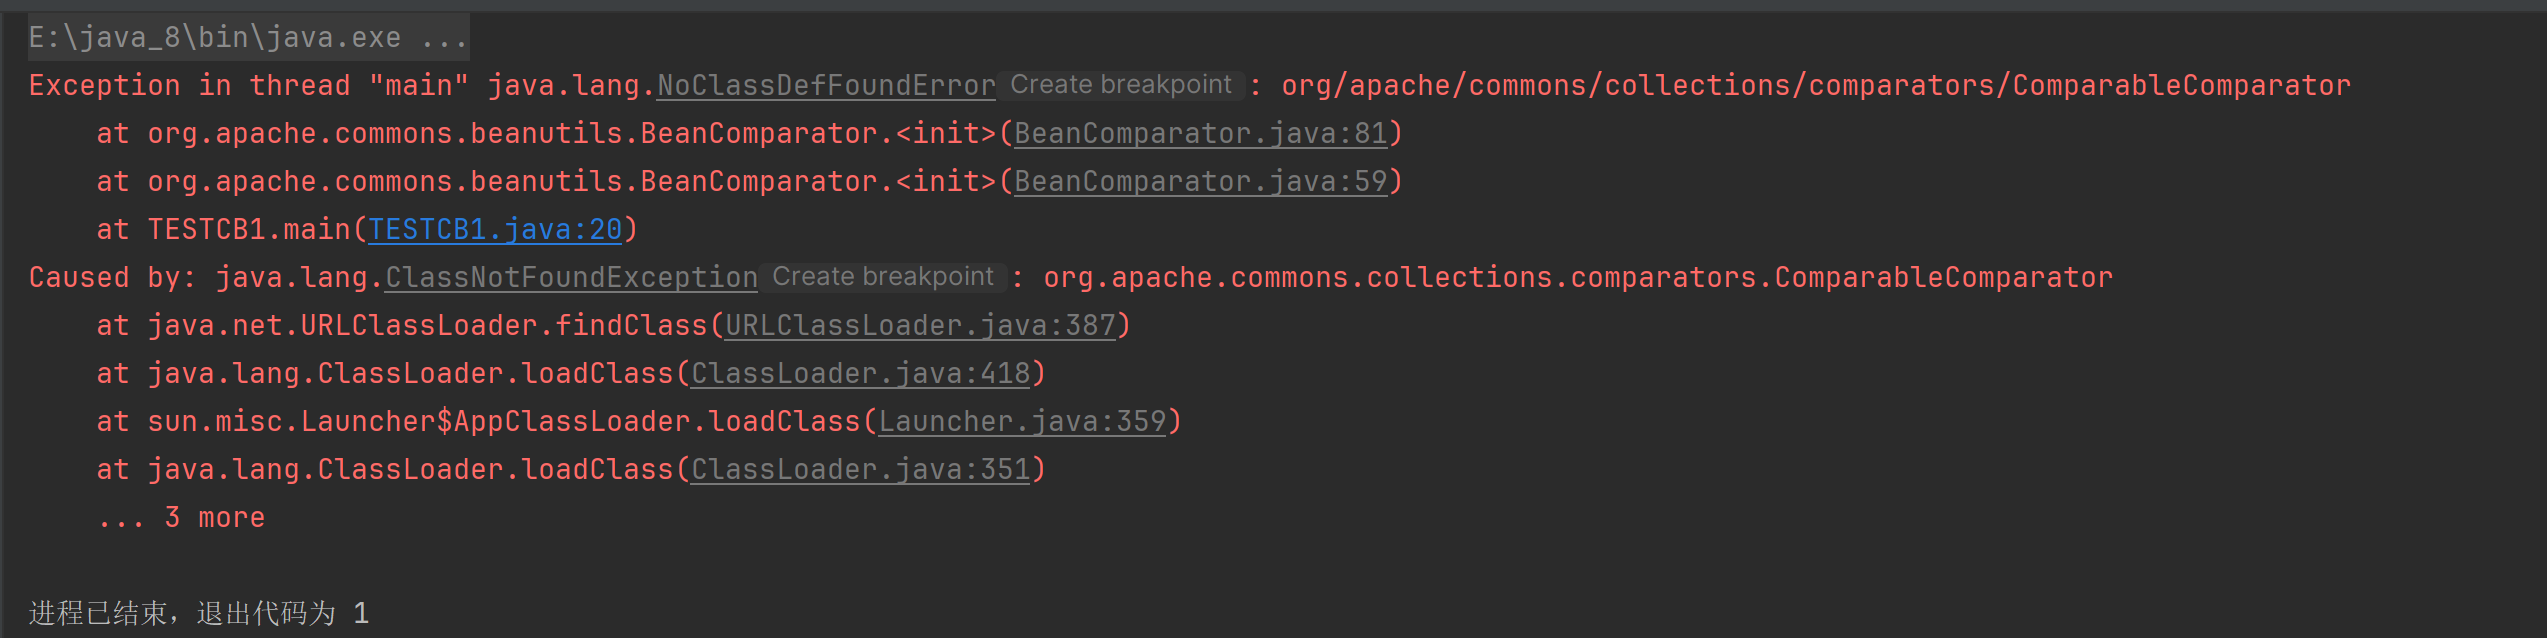 E:\java_8\bin\java.exe ...
Exception in thread "main" java.lang.NoClassDefFoundError Create breakpoint : org/apache/commons/collections/comparators/ComparableComparator
    at org.apache.commons.beanutils.BeanComparator.<init>(BeanComparator.java:81)
    at org.apache.commons.beanutils.BeanComparator.<init>(BeanComparator.java:59)
    at TESTCB1.main(TESTCB1.java:20)
Caused by: java.lang.ClassNotFoundException Create breakpoint : org.apache.commons.collections.comparators.ComparableComparator
    at java.net.URLClassLoader.findClass(URLClassLoader.java:387)
    at java.lang.ClassLoader.loadClass(ClassLoader.java:418)
    at sun.misc.Launcher$AppClassLoader.loadClass(Launcher.java:359)
    at java.lang.ClassLoader.loadClass(ClassLoader.java:351)
    ... 3 more
进程已结束，退出代码为 1